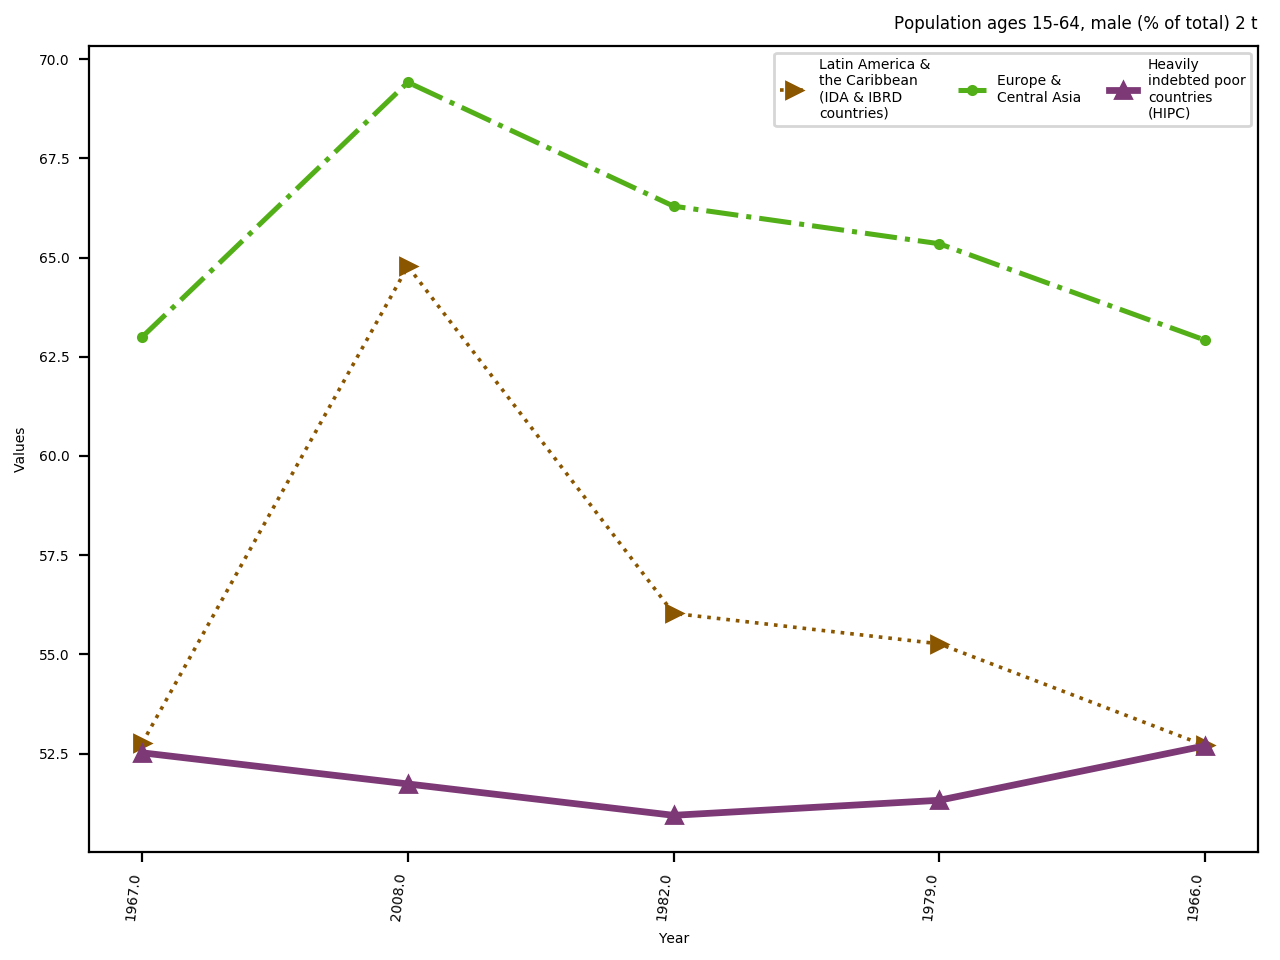 Population ages 15-64, male (% of total) 2 t
70.0
67.5
65.0
62.5
60.0
57.5
55.0
52.5
Values
Latin America &
the Caribbean
(IDA & IBRD
countries)
Europe &
Central Asia
Heavily
indebted poor
countries
(HIPC)
1967.0
2008.0
1982.0
1979.0
1966.0
Year